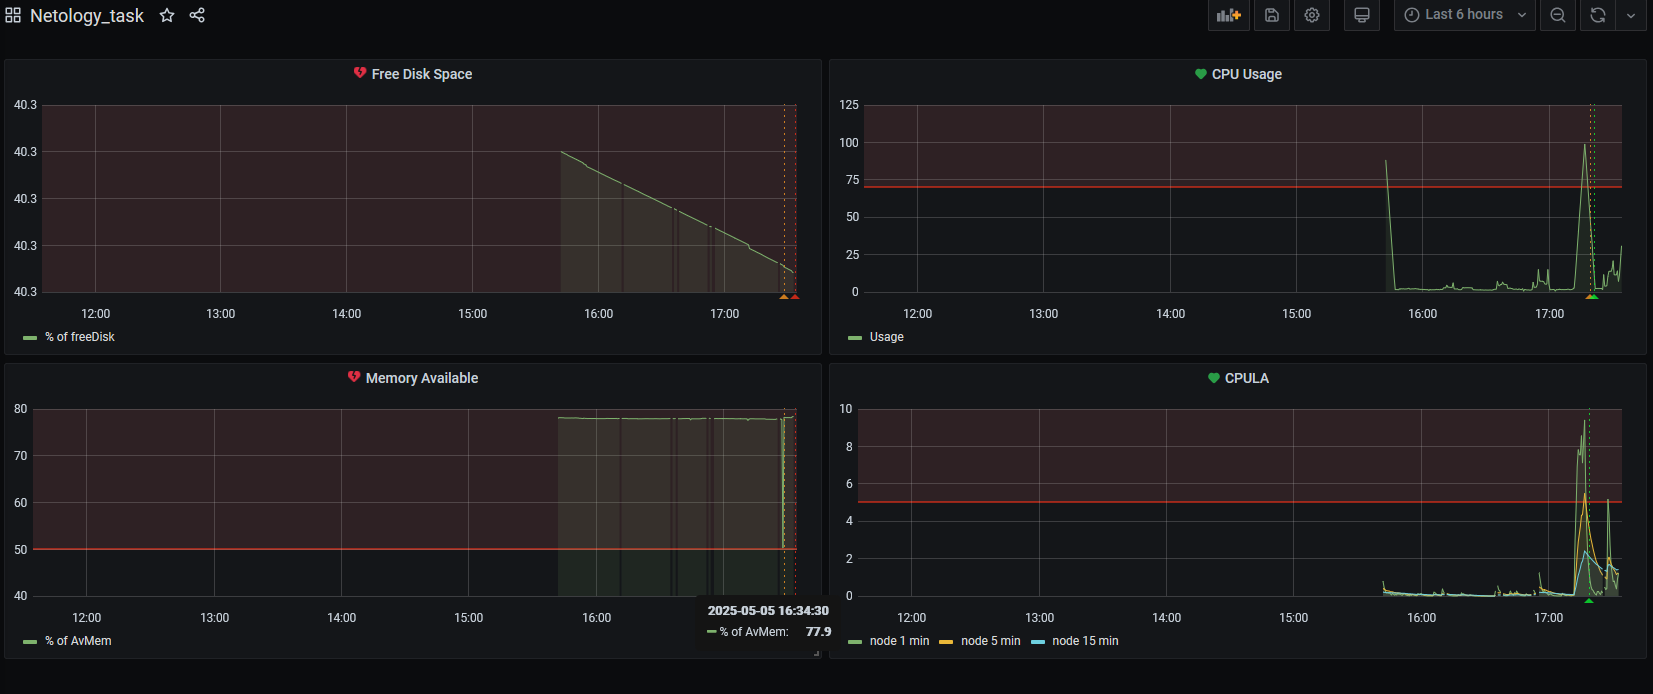 Netology_task
Last 6 hours
Free Disk Space
40.3
40.3
40.3
40.3
40.3
12:00 13:00 14:00 15:00 16:00 17:00
% of freeDisk
CPU Usage
125
100
75
50
25
0
12:00 13:00 14:00 15:00 16:00 17:00
Usage
Memory Available
80
70
60
50
40
12:00 13:00 14:00 15:00 16:00
2025-05-05 16:34:30
% of AvMem: 77.9
% of AvMem
CPULA
10
8
6
4
2
0
12:00 13:00 14:00 15:00 16:00 17:00
node 1 min node 5 min node 15 min